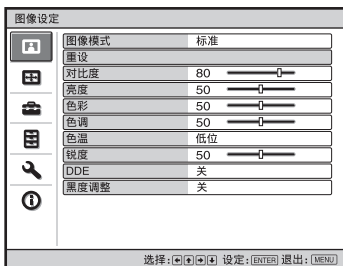 图像设定
图像模式 标准
重设
对比度 80
亮度 50
色彩 50
色调 50
色温 低位
锐度 50
DDE 关
黑度调整 关
选择: 设定: ENTER 退出: MENU